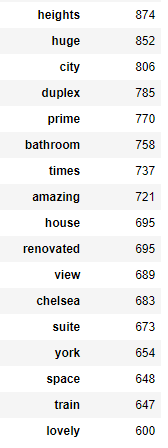 heights 874
huge 852
city 806
duplex 785
prime 770
bathroom 758
times 737
amazing 721
house 695
renovated 695
view 689
chelsea 683
suite 673
york 654
space 648
train 647
lovely 600